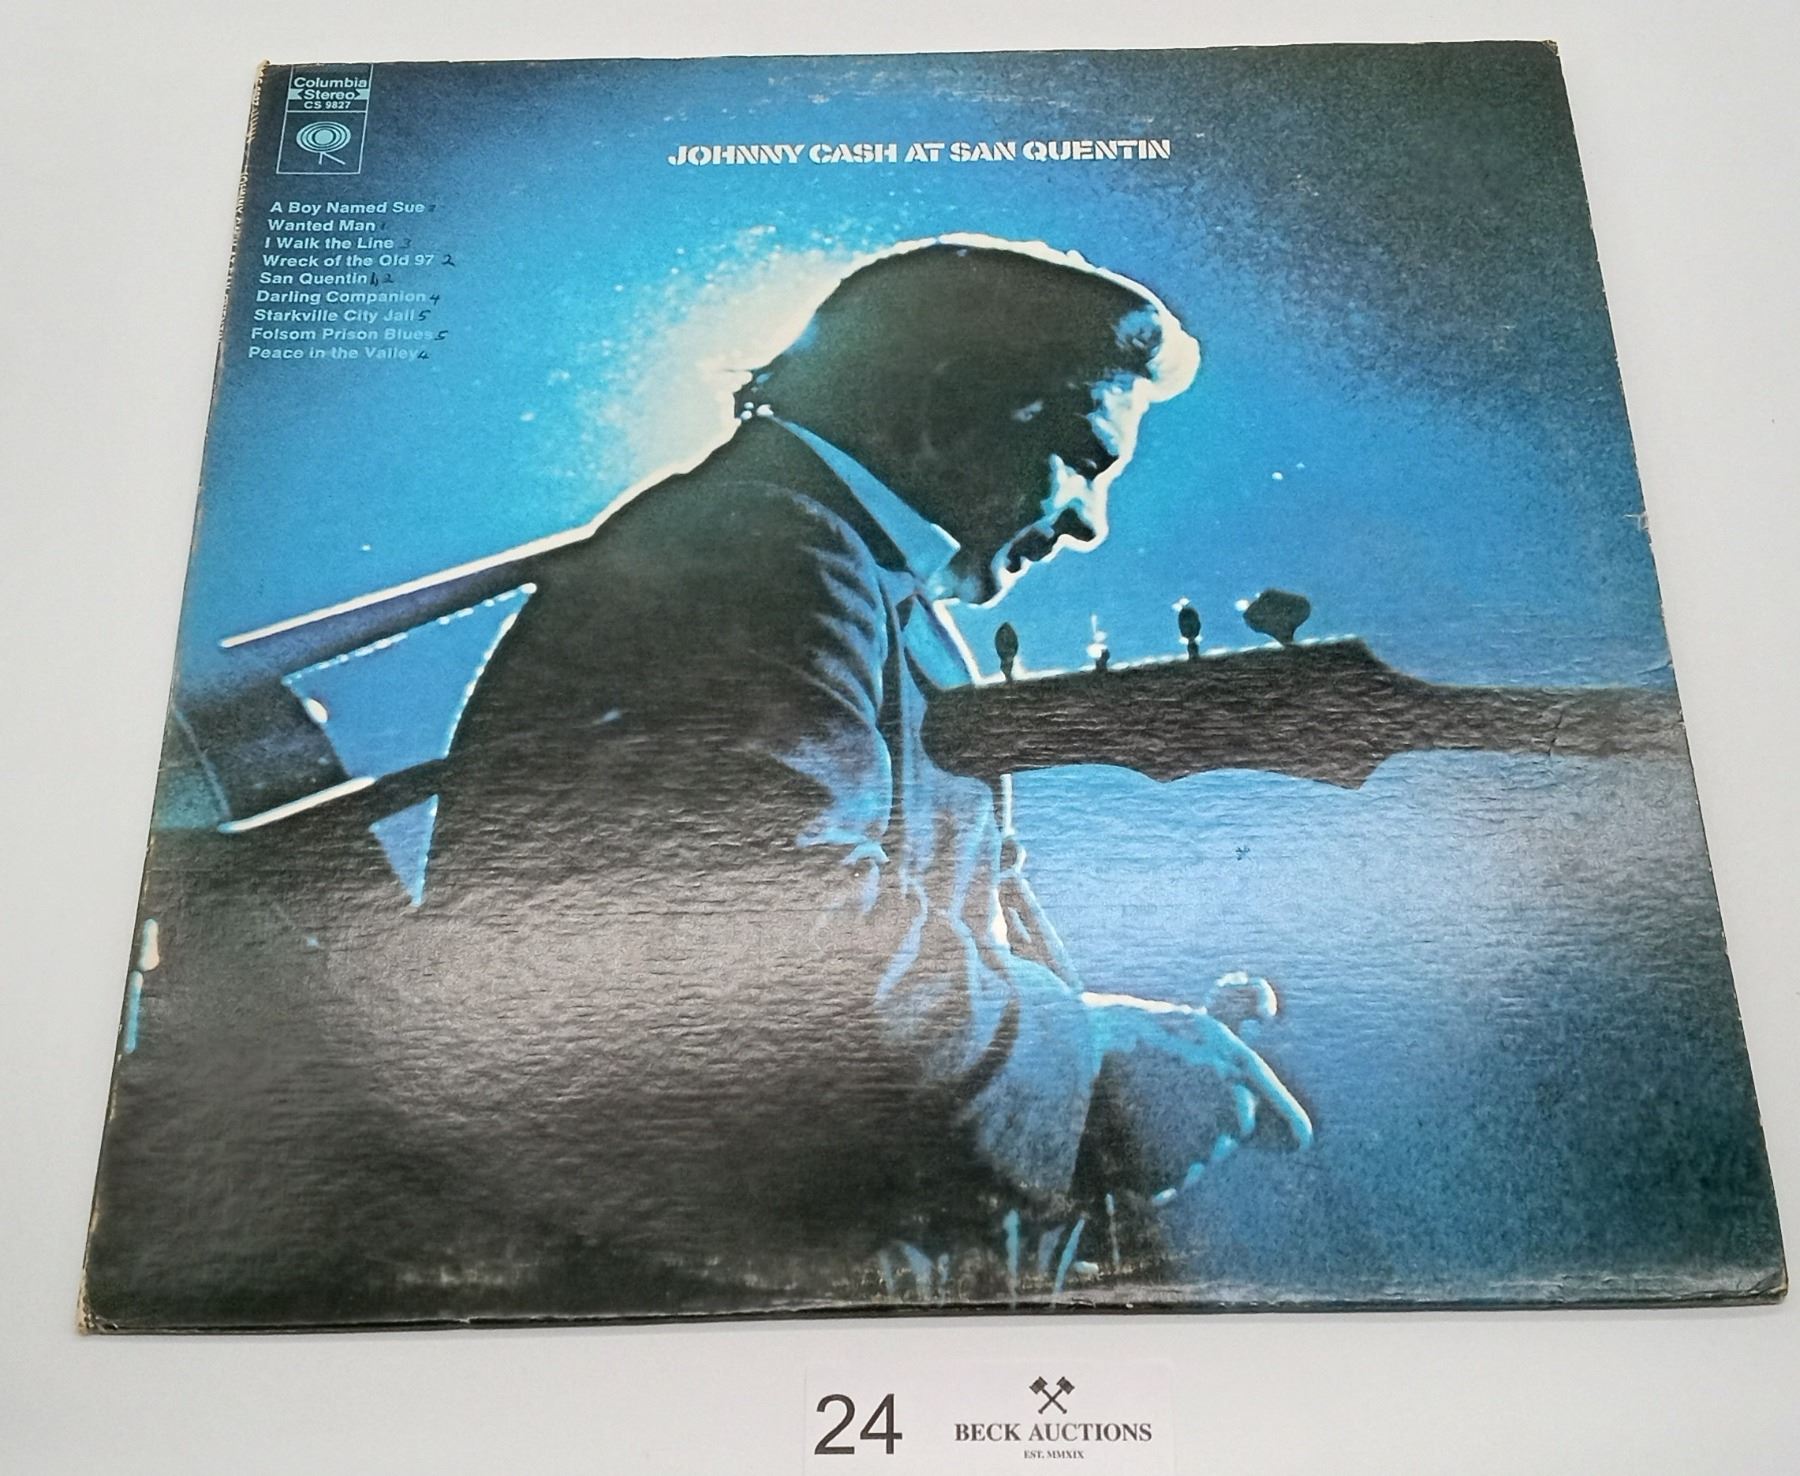 Columbia
Stereo
CS 9827
JOHNNY CASH AT SAN QUENTIN
A Boy Named Sue
Wanted Man 1
I Walk the Line 3
Wreck of the Old 97 2
San Quentin
Darling Companion 4
Starkville City Jail 5
Folsom Prison Blues 5
Peace in the Valley 4
24
BECK AUCTIONS
EST. MMXIX